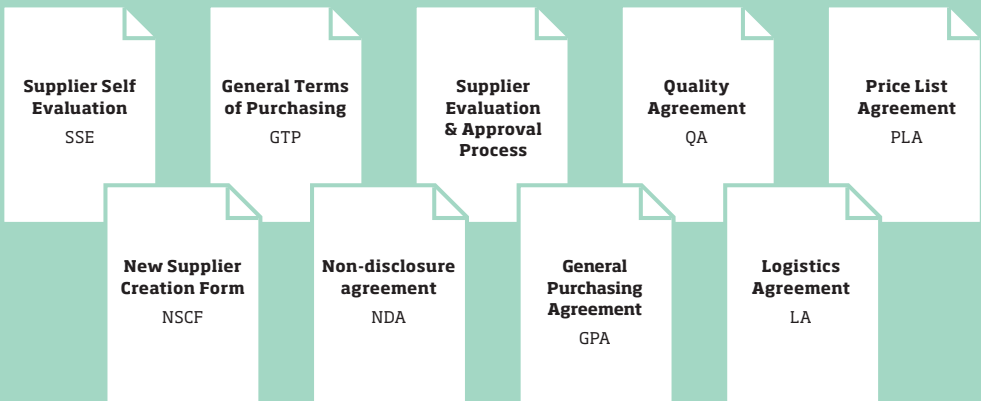 Supplier Self
Evaluation
SSE
General Terms
of Purchasing
GTP
Supplier
Evaluation
& Approval
Process
Quality
Agreement
QA
Price List
Agreement
PLA
New Supplier
Creation Form
NSCF
Non-disclosure
agreement
NDA
General
Purchasing
Agreement
GPA
Logistics
Agreement
LA